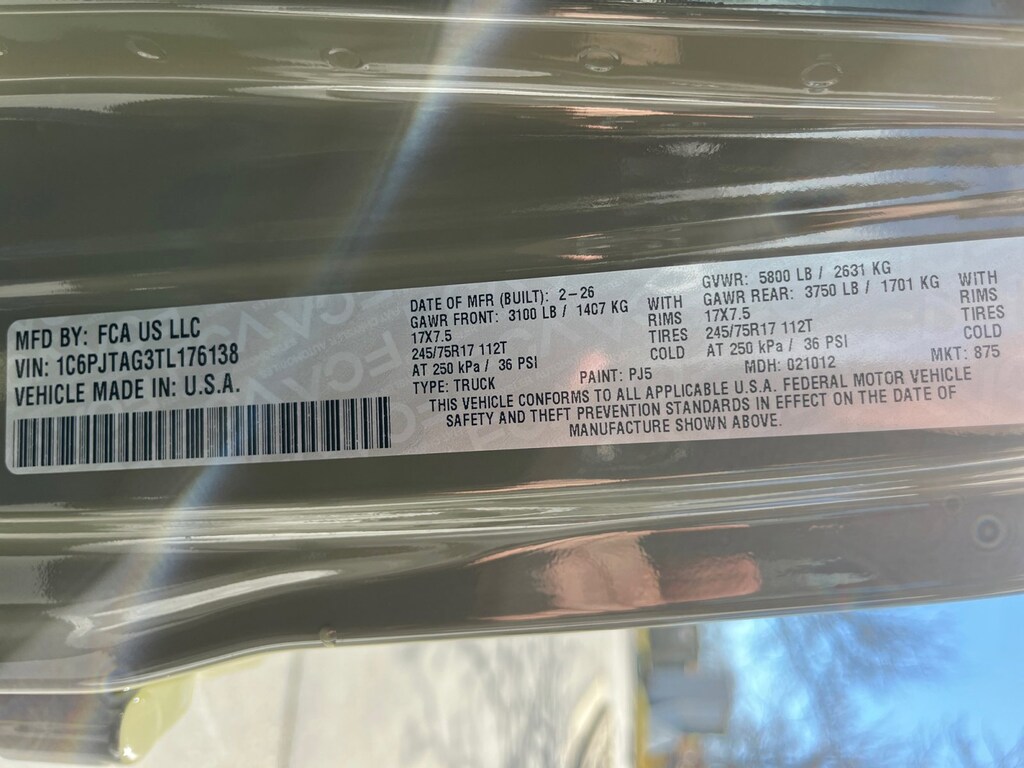 MFD BY: FCA US LLC
VIN: 1C6PJTAG3TL176138
VEHICLE MADE IN: U.S.A.
DATE OF MFR (BUILT): 2-26
GAWR FRONT: 3100 LB / 1407 KG WITH
17X7.5 RIMS
245/75R17 112T TIRES
AT 250 kPa / 36 PSI COLD
GVWR: 5800 LB / 2631 KG
GAWR REAR: 3750 LB / 1701 KG WITH
17X7.5 RIMS
245/75R17 112T TIRES
AT 250 kPa / 36 PSI COLD
TYPE: TRUCK PAINT: PJ5 MDH: 021012 MKT: 875
THIS VEHICLE CONFORMS TO ALL APPLICABLE U.S.A. FEDERAL MOTOR VEHICLE
SAFETY AND THEFT PREVENTION STANDARDS IN EFFECT ON THE DATE OF
MANUFACTURE SHOWN ABOVE.